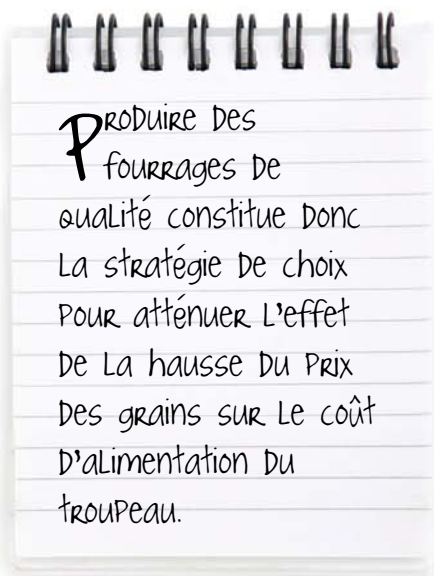 Produire des
fourrages de
qualité constitue donc
la stratégie de choix
pour atténuer l'effet
de la hausse du prix
des grains sur le coût
d'alimentation du
troupeau.